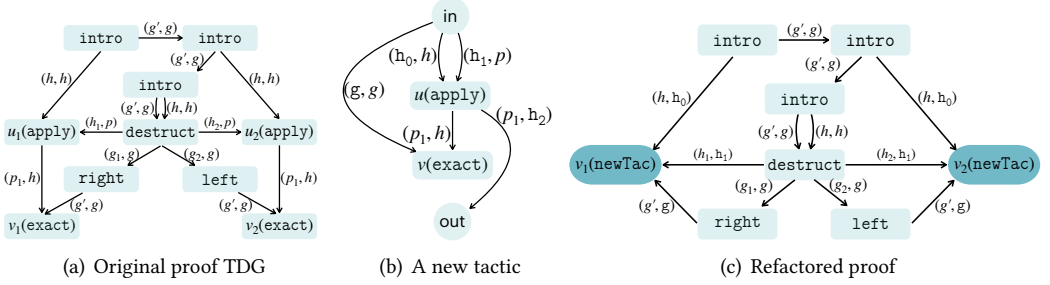 intro
(g′, g)
intro
(g′, g)
(h, h)
intro
(h, h)
(g′, g)
(h, h)
u₁(apply)
(h₁, p)
destruct
(h₂, p)
u₂(apply)
(g₁, g)
(g₂, g)
(p₁, h)
right
left
(p₁, h)
(g′, g)
(g′, g)
v₁(exact)
v₂(exact)
(a) Original proof TDG
in
(h₀, h)
(h₁, p)
(g, g)
u(apply)
(p₁, h₂)
(p₁, h)
v(exact)
out
(b) A new tactic
intro
(g′, g)
intro
(g′, g)
(h, h₀)
intro
(h, h₀)
(g′, g)
(h, h)
v₁(newTac)
(h₁, h₁)
destruct
(h₂, h₁)
v₂(newTac)
(g₁, g)
(g₂, g)
(g′, g)
(g′, g)
right
left
(c) Refactored proof